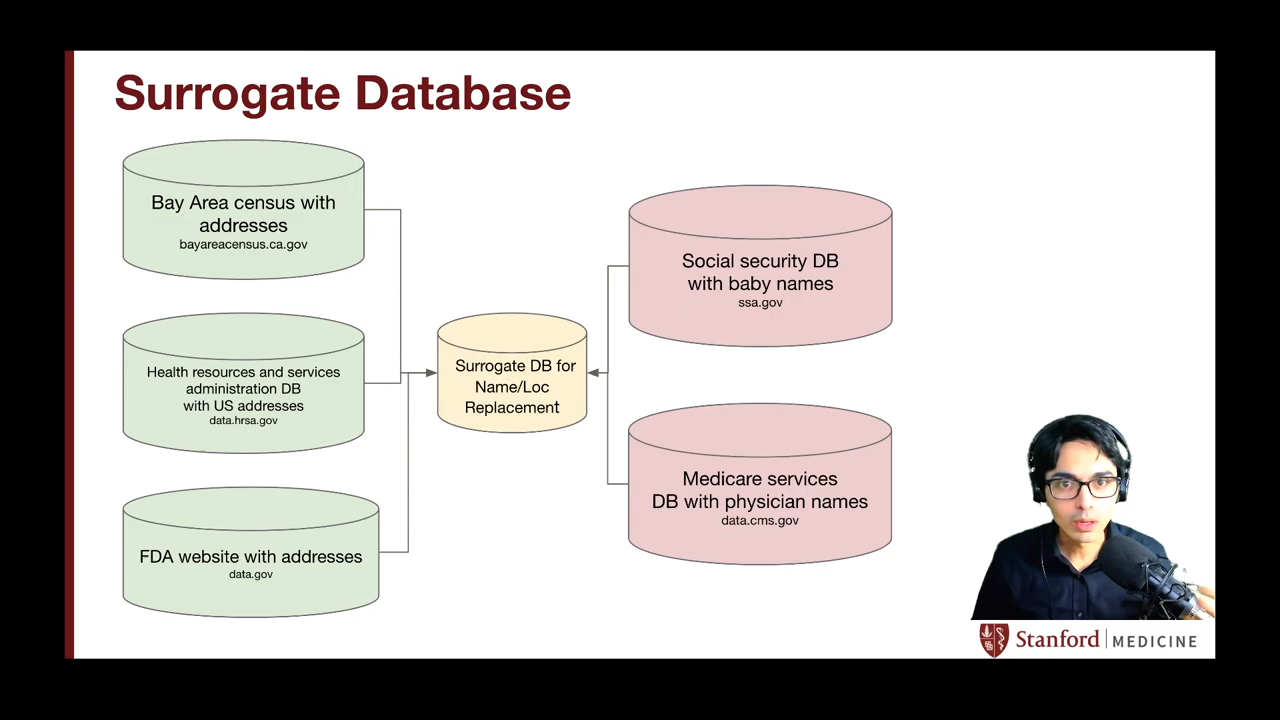 Surrogate Database
Bay Area census with
addresses
bayareacensus.ca.gov
Health resources and services
administration DB
with US addresses
data.hrsa.gov
FDA website with addresses
data.gov
Surrogate DB for
Name/Loc
Replacement
Social security DB
with baby names
ssa.gov
Medicare services
DB with physician names
data.cms.gov
Stanford MEDICINE